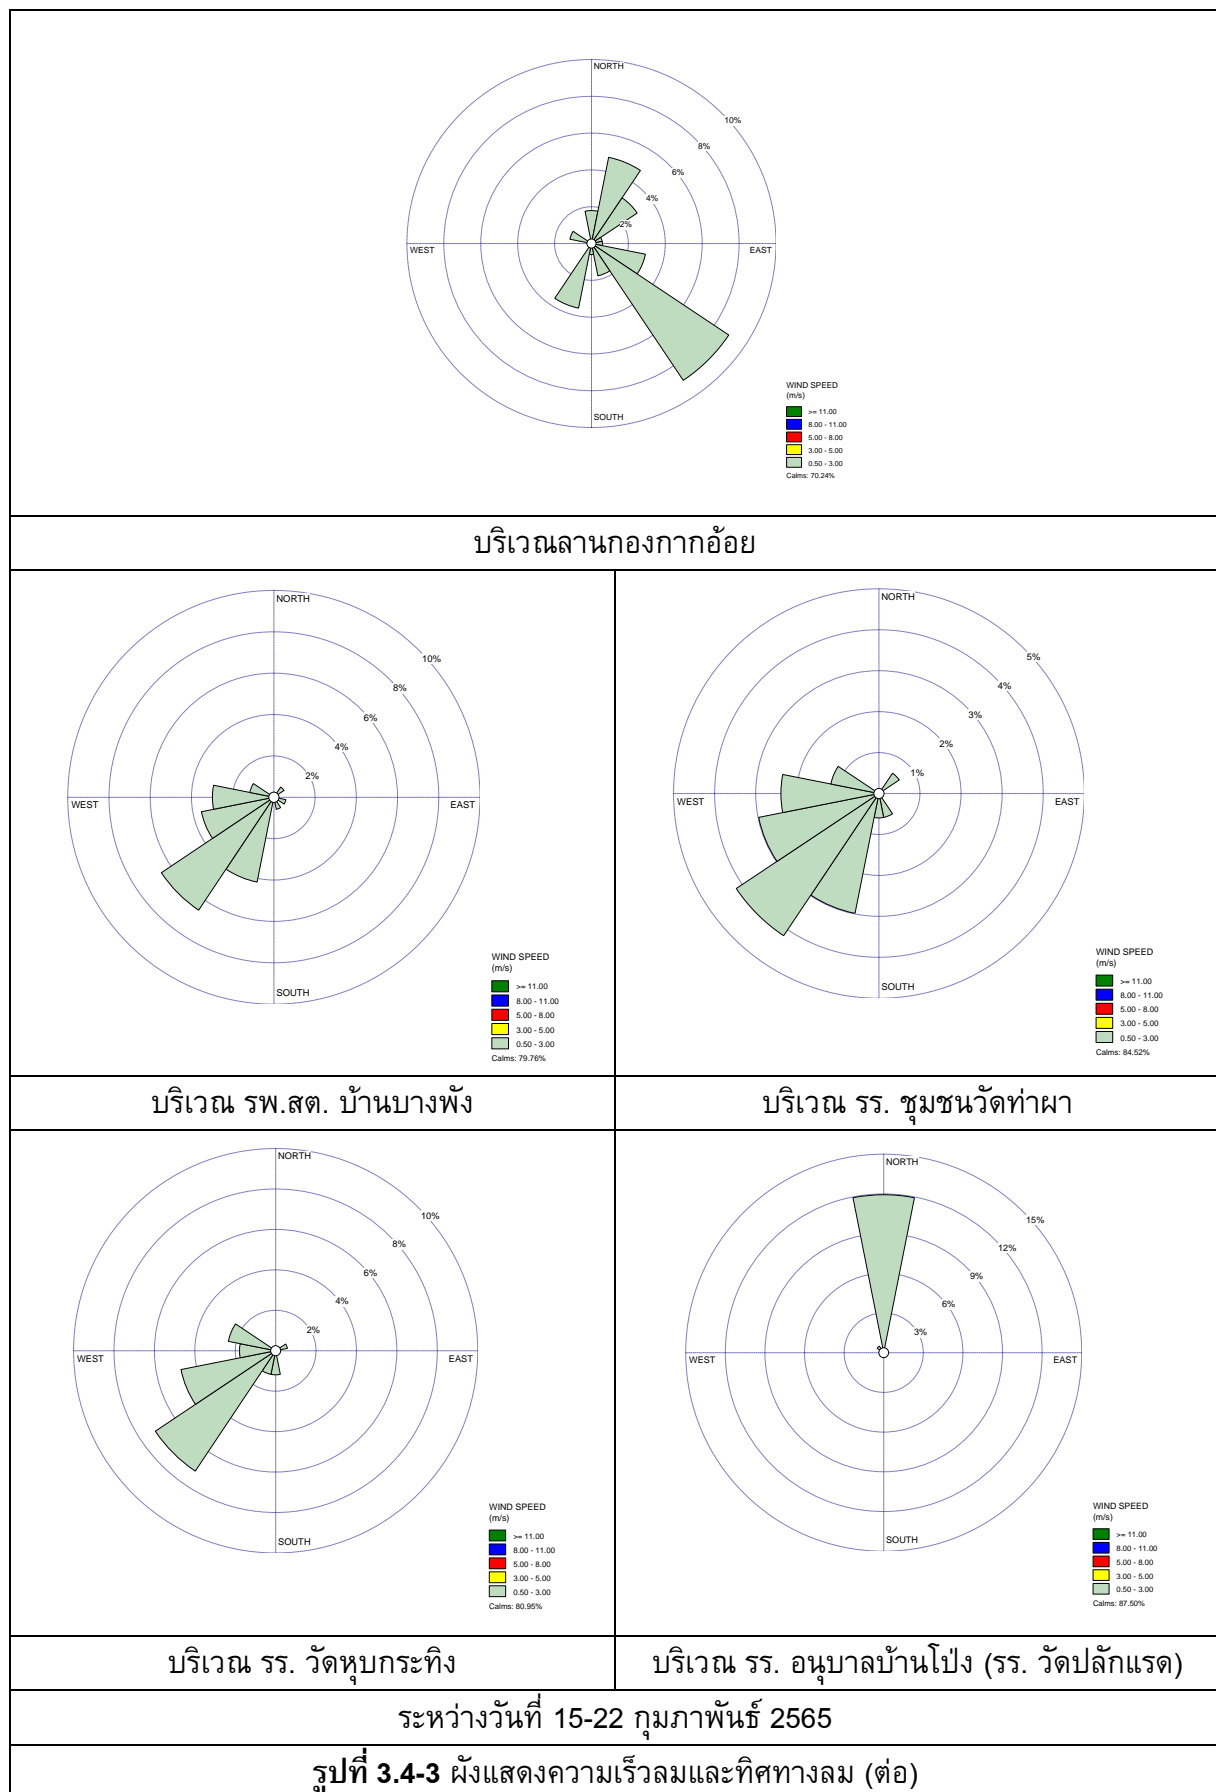 NORTH
10%
8%
6%
4%
2%
WEST
EAST
SOUTH
WIND SPEED
(m/s)
>= 11.00
8.00 - 11.00
5.00 - 8.00
3.00 - 5.00
0.50 - 3.00
Calms: 70.24%
บริเวณลานกองกากอ้อย
NORTH
10%
8%
6%
4%
2%
WEST
EAST
SOUTH
WIND SPEED
(m/s)
>= 11.00
8.00 - 11.00
5.00 - 8.00
3.00 - 5.00
0.50 - 3.00
Calms: 79.76%
บริเวณ รพ.สต. บ้านบางพัง
NORTH
5%
4%
3%
2%
1%
WEST
EAST
SOUTH
WIND SPEED
(m/s)
>= 11.00
8.00 - 11.00
5.00 - 8.00
3.00 - 5.00
0.50 - 3.00
Calms: 84.52%
บริเวณ รร. ชุมชนวัดท่าผา
NORTH
10%
8%
6%
4%
2%
WEST
EAST
SOUTH
WIND SPEED
(m/s)
>= 11.00
8.00 - 11.00
5.00 - 8.00
3.00 - 5.00
0.50 - 3.00
Calms: 80.95%
บริเวณ รร. วัดหุบกระทิง
NORTH
15%
12%
9%
6%
3%
WEST
EAST
SOUTH
WIND SPEED
(m/s)
>= 11.00
8.00 - 11.00
5.00 - 8.00
3.00 - 5.00
0.50 - 3.00
Calms: 87.50%
บริเวณ รร. อนุบาลบ้านโป่ง (รร. วัดปลักแรด)
ระหว่างวันที่ 15-22 กุมภาพันธ์ 2565
รูปที่ 3.4-3 ผังแสดงความเร็วลมและทิศทางลม (ต่อ)